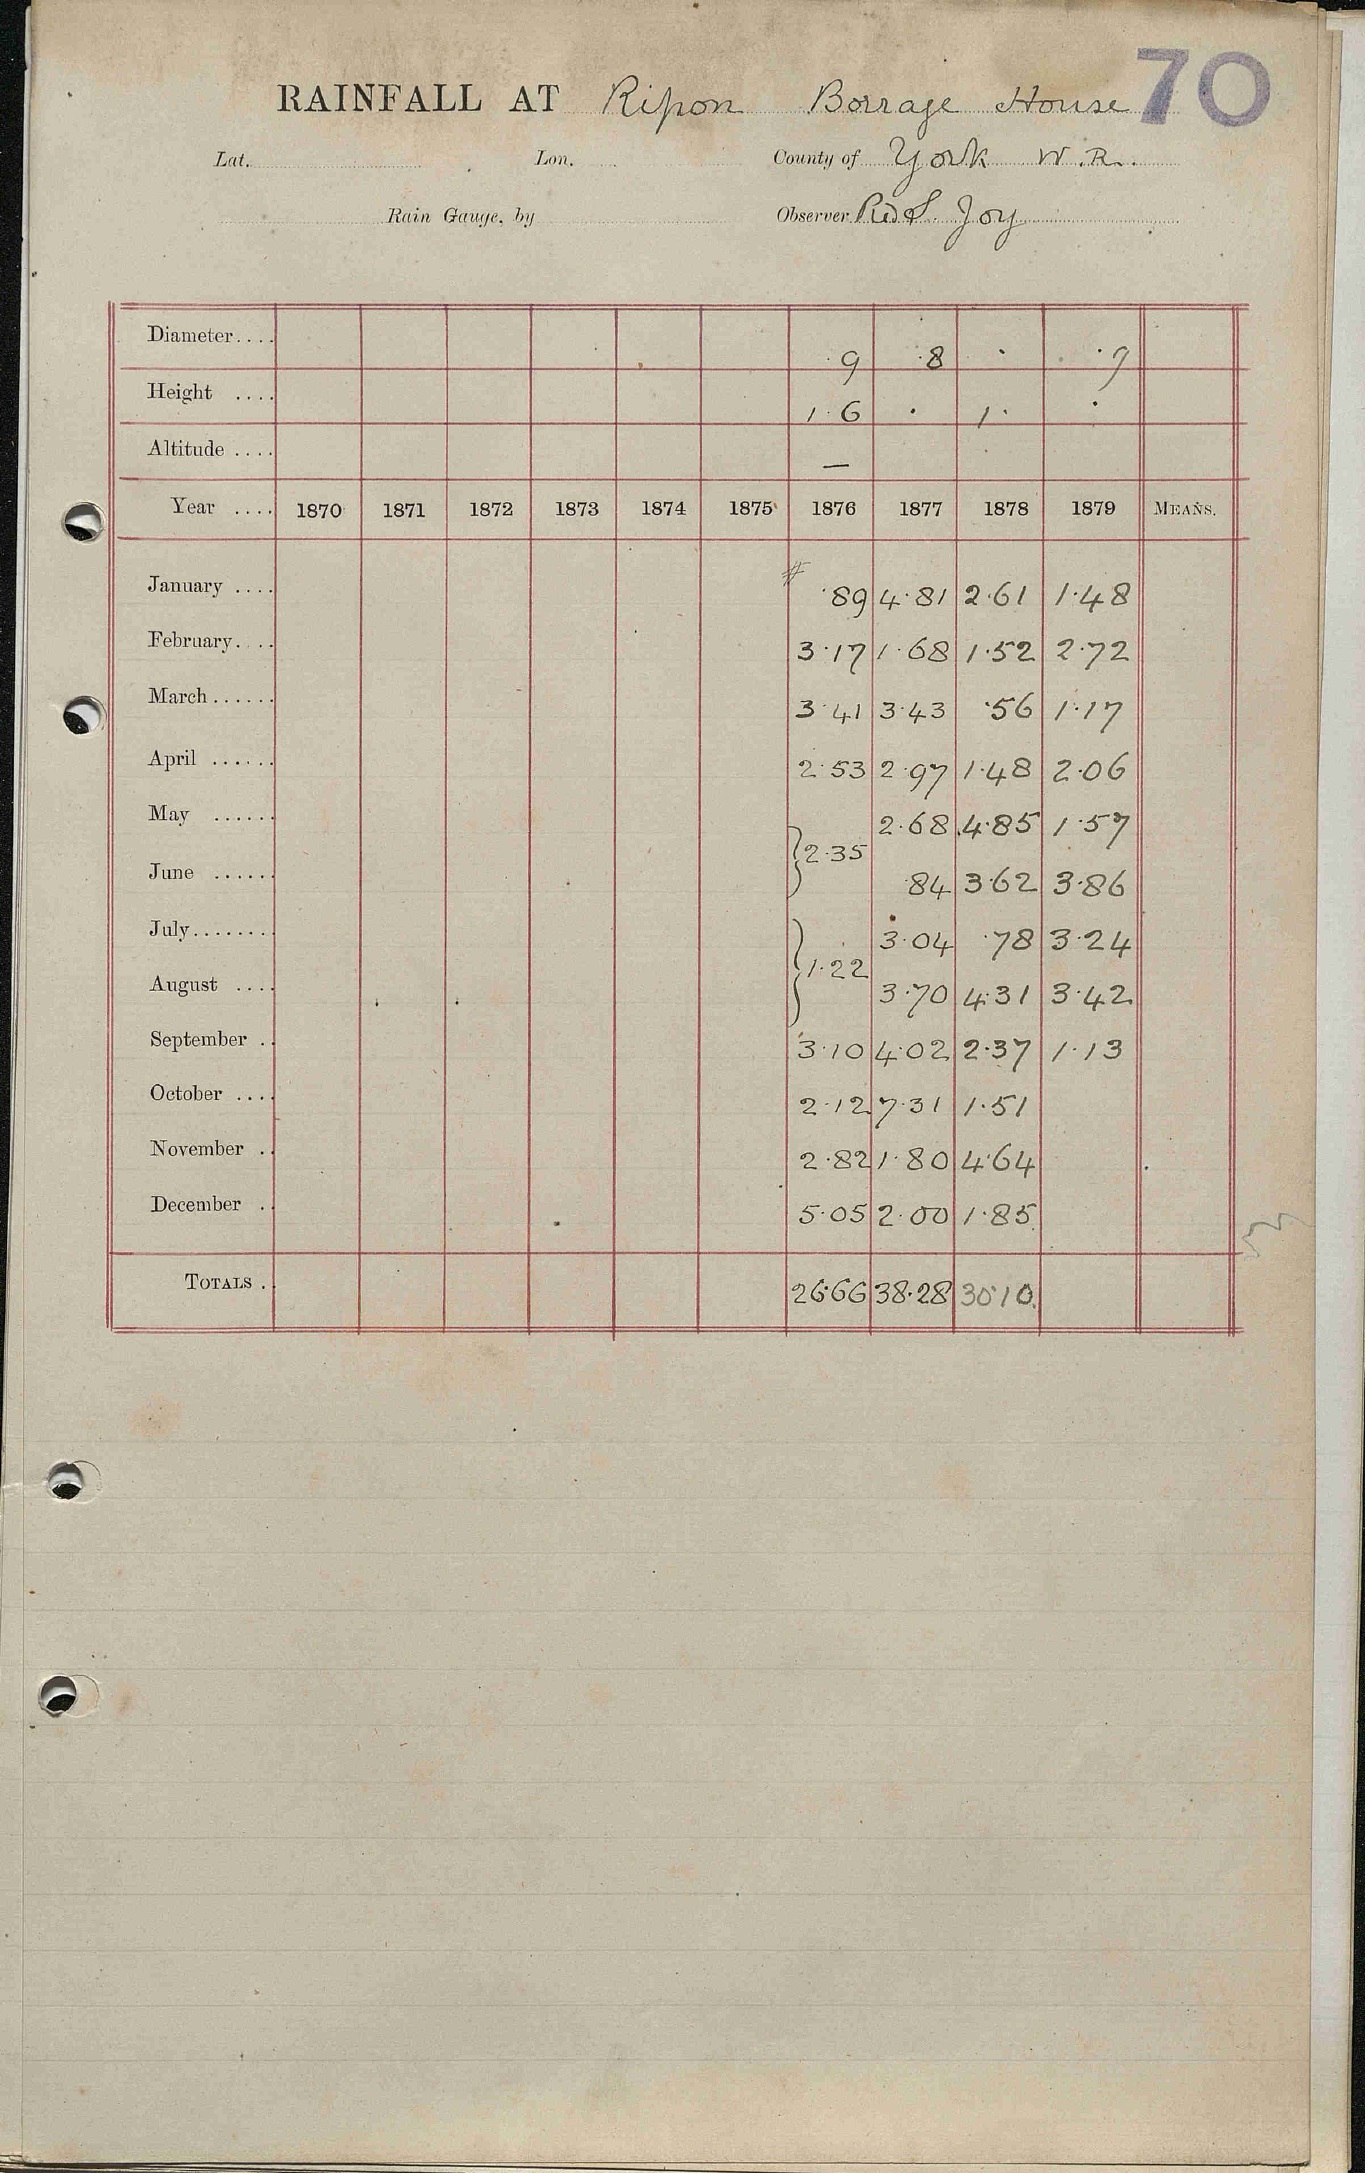 70
RAINFALL AT Ripon Borrage House
Lat. Lon. County of York W.R.
Rain Gauge, by Observer S. Joy
Diameter.... 9 8 · · 9
Height .... 1·6 · 1· ·
Altitude .... —
Year .... 1870 1871 1872 1873 1874 1875 1876 1877 1878 1879 MEANS.
January .... # ·89 4·81 2·61 1·48
February.... 3·17 1·68 1·52 2·72
March...... 3·41 3·43 ·56 1·17
April ...... 2·53 2·97 1·48 2·06
May ...... 2·68 4·85 1·57
} 2·35
June ...... ·84 3·62 3·86
July........ 3·04 ·78 3·24
} 1·22
August .... 3·70 4·31 3·42
September .. 3·10 4·02 2·37 1·13
October .... 2·12 7·31 1·51
November .. 2·82 1·80 4·64
December .. 5·05 2·00 1·85
TOTALS .. 26·66 38·28 30·10